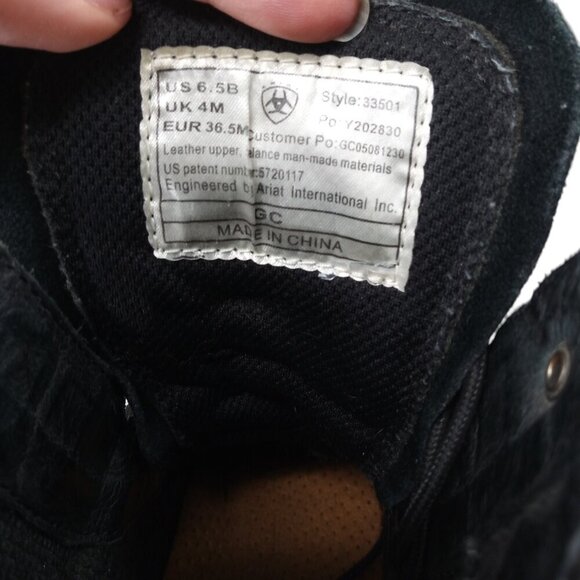 US 6.5B
UK 4M
EUR 36.5M
Style:33501
Po:Y202830
Customer Po:GC05081230
Leather upper, alance man-made materials
US patent number:5720117
Engineered by Ariat International Inc.
GC
MADE IN CHINA